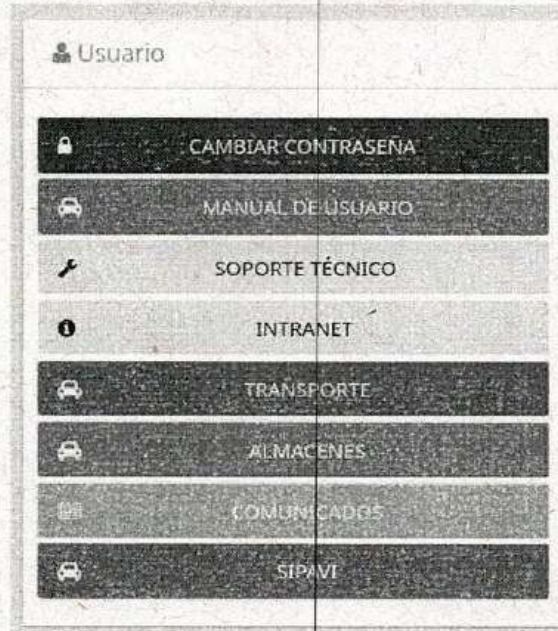 Usuario
CAMBIAR CONTRASEÑA
MANUAL DE USUARIO
SOPORTE TÉCNICO
INTRANET
TRANSPORTE
ALMACENES
COMUNICADOS
SIPAVI